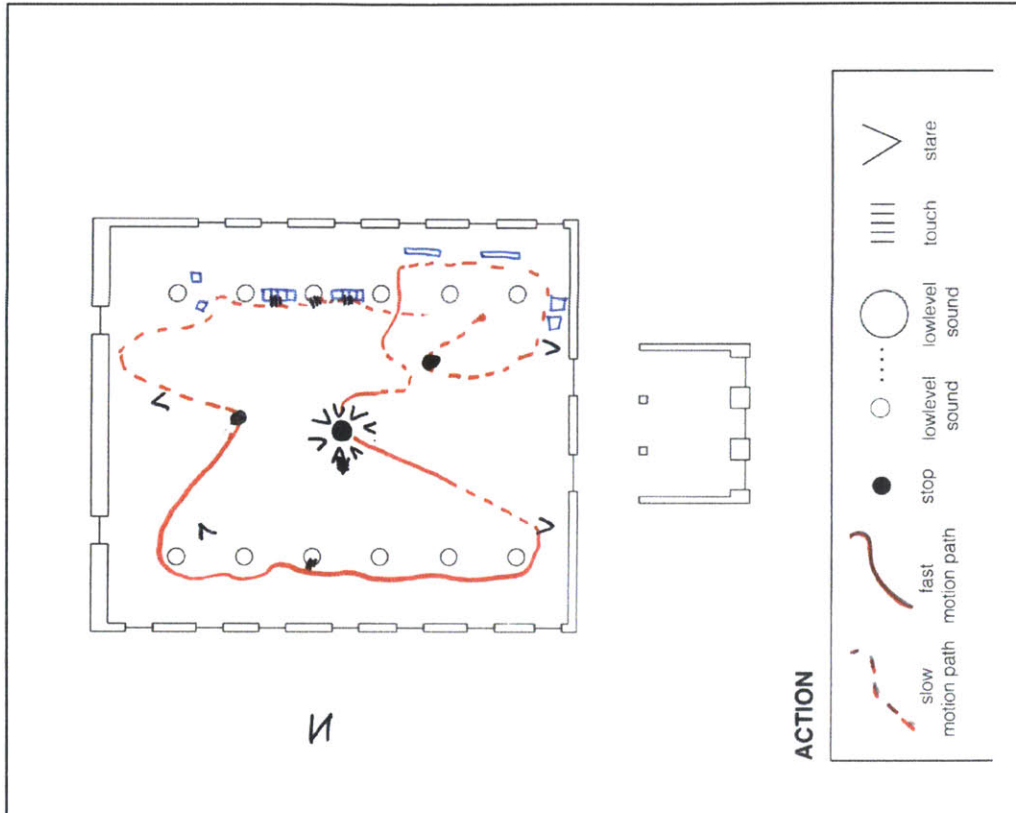 ACTION
slow
motion path
fast
motion path
stop
lowlevel
sound
lowlevel
sound
touch
stare